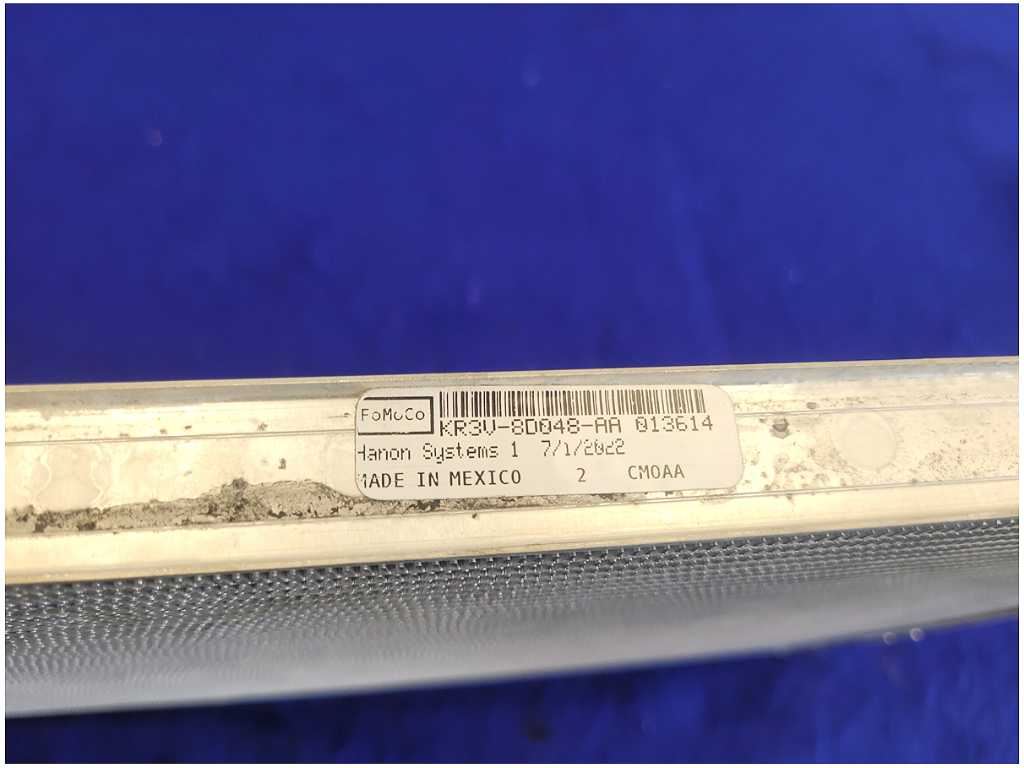 FoMoCo
KR3V-8D048-AA 013614
Hanon Systems 1 7/1/2022
MADE IN MEXICO 2 CM0AA